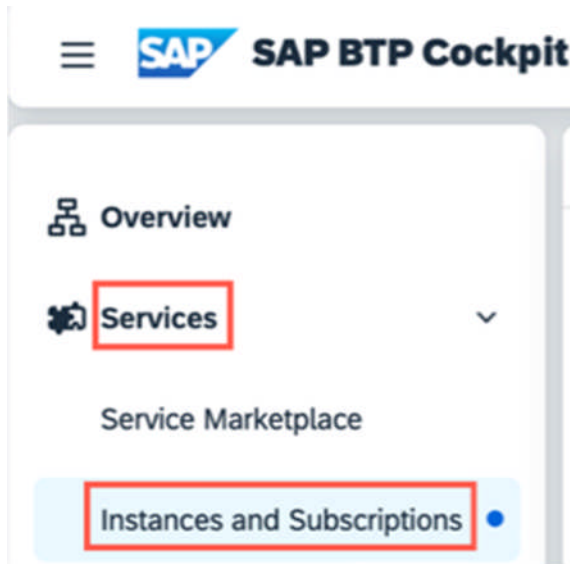 SAP SAP BTP Cockpit
Overview
Services
Service Marketplace
Instances and Subscriptions